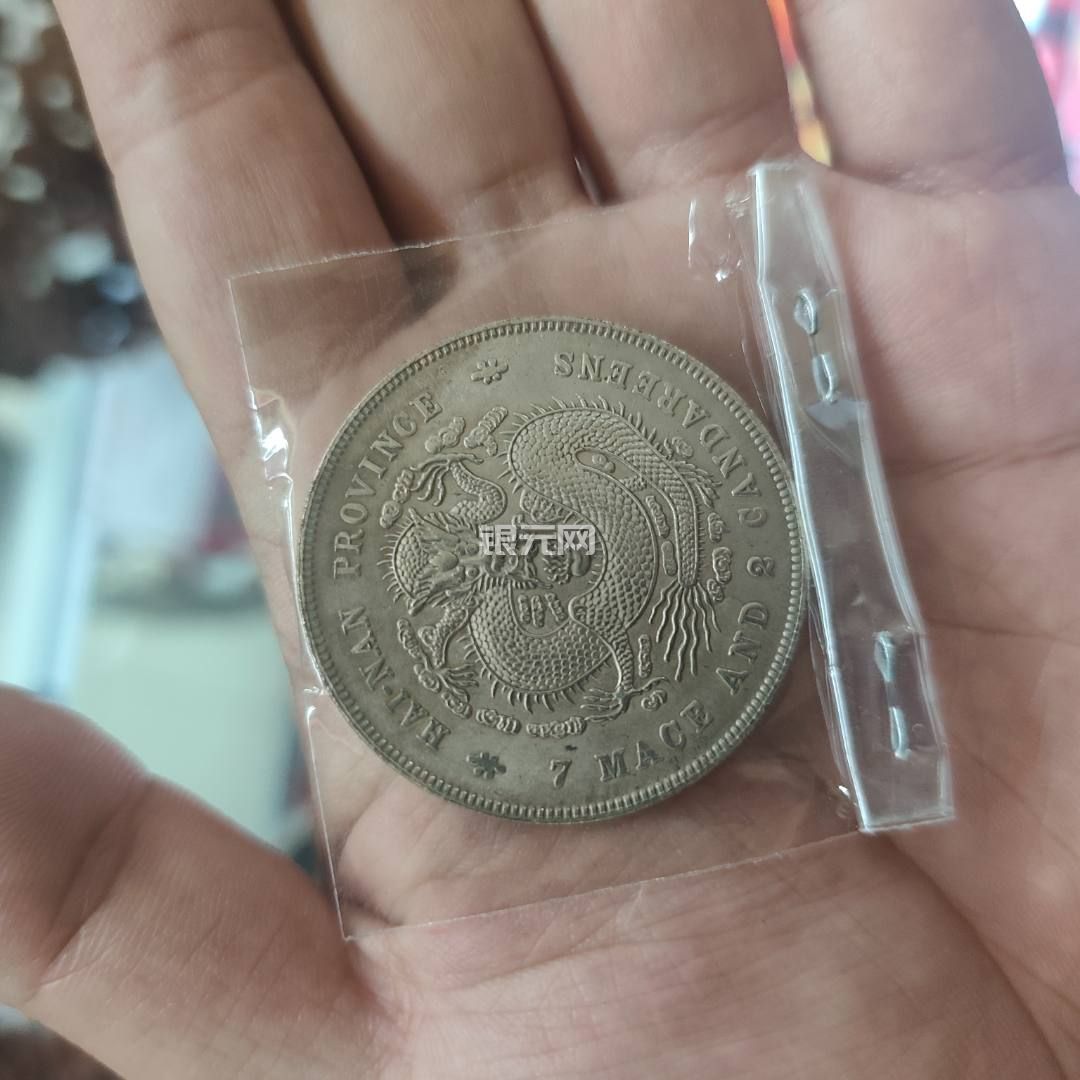 HAI-NAN PROVINCE
7 MACE AND 2 CANDAREENS
银元网